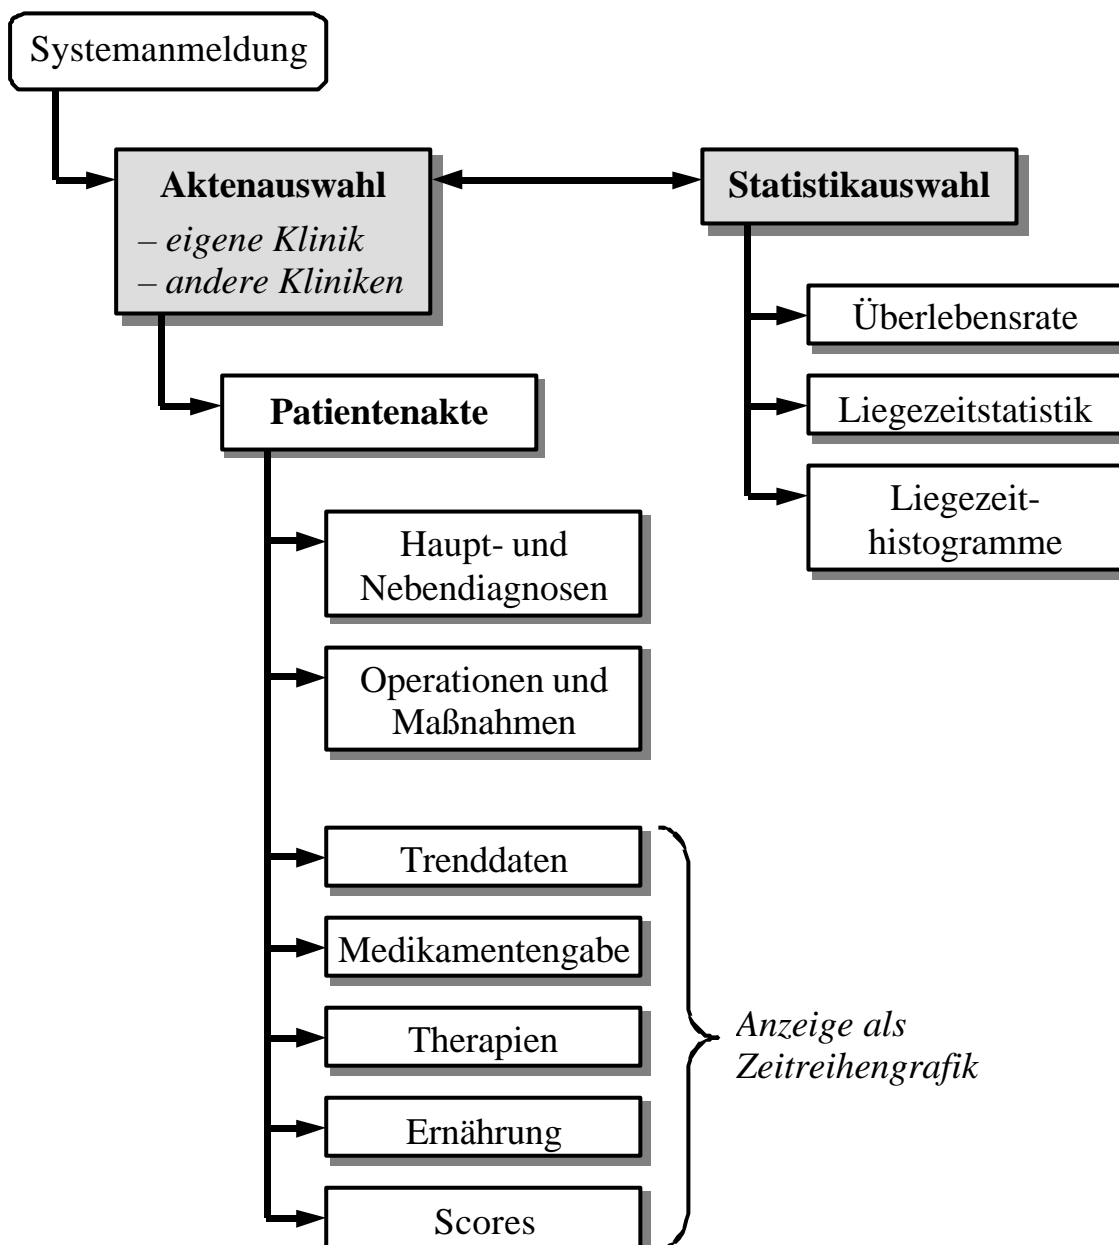 Systemanmeldung
Aktenauswahl
– eigene Klinik
– andere Kliniken
Statistikauswahl
Überlebensrate
Liegezeitstatistik
Liegezeit-
histogramme
Patientenakte
Haupt- und
Nebendiagnosen
Operationen und
Maßnahmen
Trenddaten
Medikamentengabe
Therapien
Ernährung
Scores
Anzeige als
Zeitreihengrafik